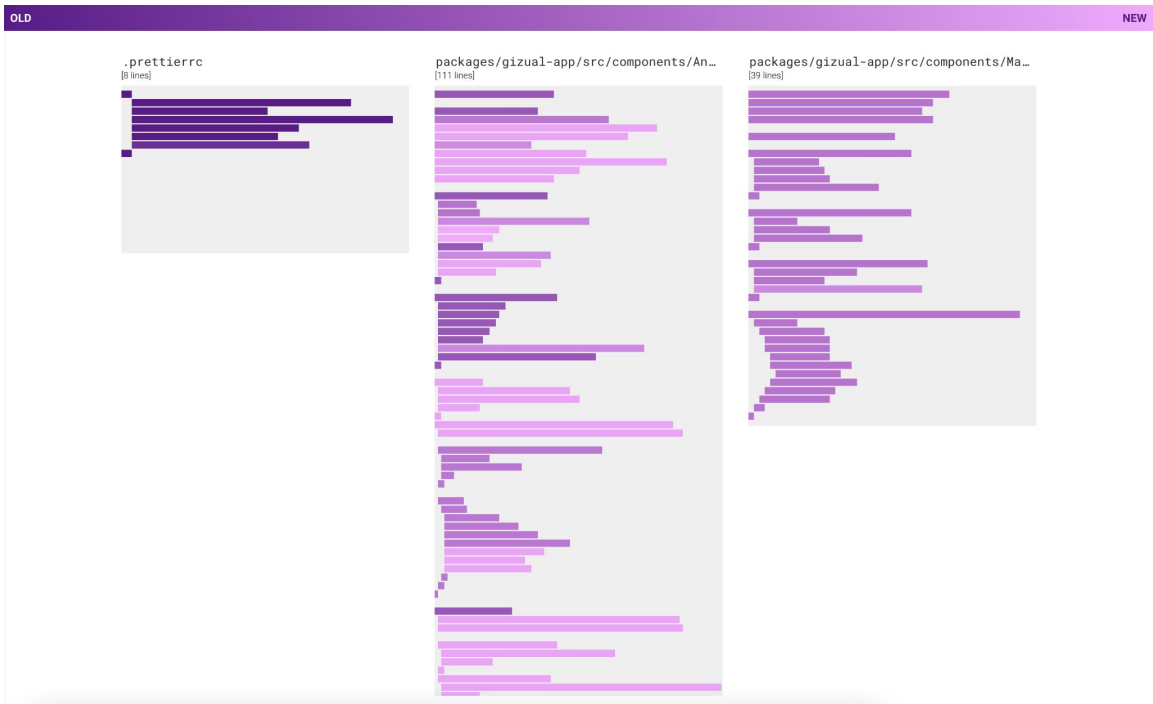 OLD
NEW
.prettierrc
[8 lines]
packages/gizual-app/src/components/An…
[111 lines]
packages/gizual-app/src/components/Ma…
[39 lines]